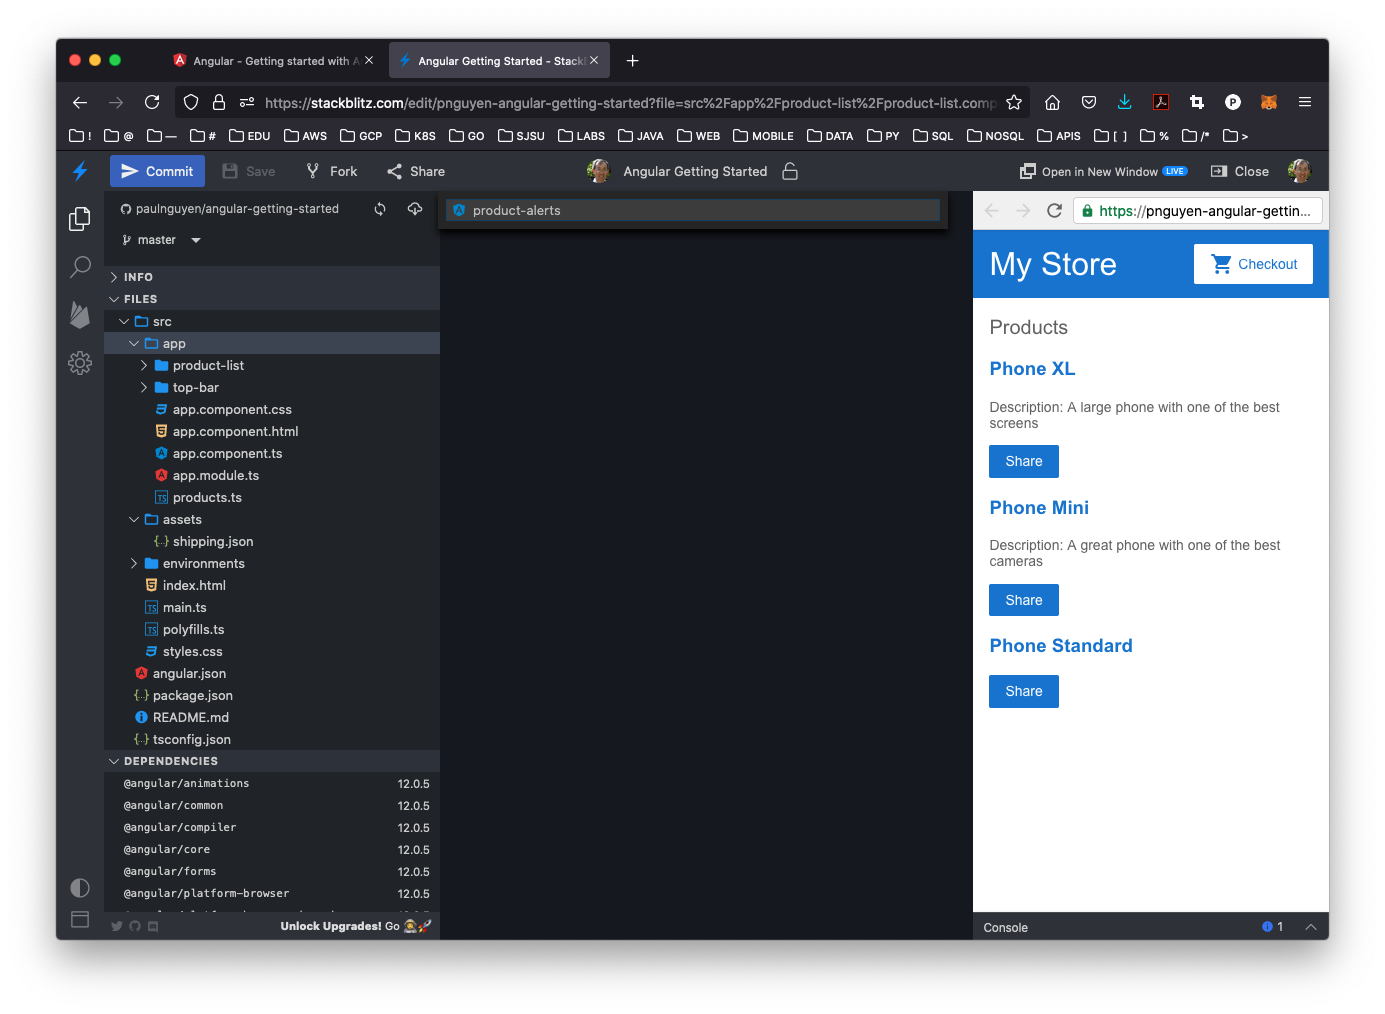 Angular - Getting started with A
Angular Getting Started - StackB
https://stackblitz.com/edit/pnguyen-angular-getting-started?file=src%2Fapp%2Fproduct-list%2Fproduct-list.comp
! @ — # EDU AWS GCP K8S GO SJSU LABS JAVA WEB MOBILE DATA PY SQL NOSQL APIS [ ] % /* >
Commit Save Fork Share Angular Getting Started Open in New Window LIVE Close
paulnguyen/angular-getting-started
master
INFO
FILES
src
app
product-list
top-bar
app.component.css
app.component.html
app.component.ts
app.module.ts
products.ts
assets
shipping.json
environments
index.html
main.ts
polyfills.ts
styles.css
angular.json
package.json
README.md
tsconfig.json
DEPENDENCIES
@angular/animations 12.0.5
@angular/common 12.0.5
@angular/compiler 12.0.5
@angular/core 12.0.5
@angular/forms 12.0.5
@angular/platform-browser 12.0.5
Unlock Upgrades! Go
product-alerts
https://pnguyen-angular-gettin...
My Store
Checkout
Products
Phone XL
Description: A large phone with one of the best
screens
Share
Phone Mini
Description: A great phone with one of the best
cameras
Share
Phone Standard
Share
Console 1